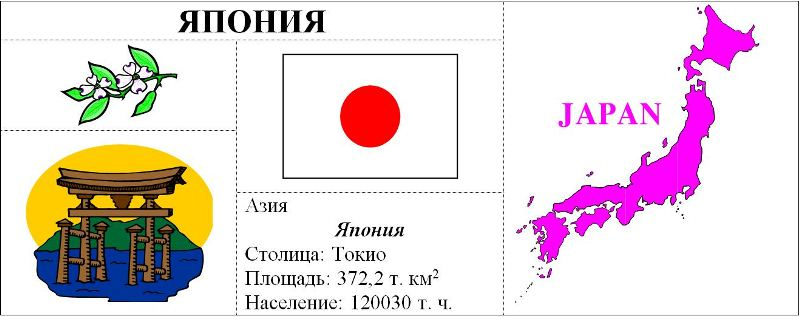 ЯПОНИЯ
Азия
Япония
Столица: Токио
Площадь: 372,2 т. км²
Население: 120030 т. ч.
JAPAN